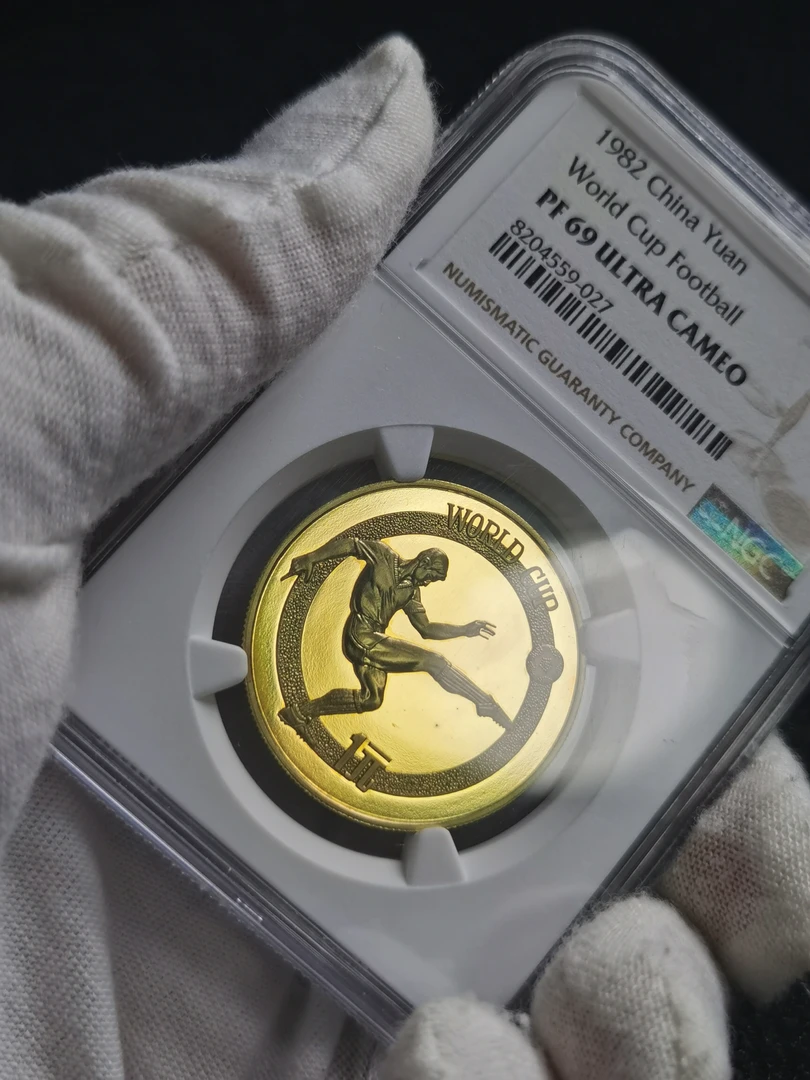 1982 China Yuan
World Cup Football
PF 69 ULTRA CAMEO
8204559-027
NUMISMATIC GUARANTY COMPANY
NGC
WORLD CUP
1元